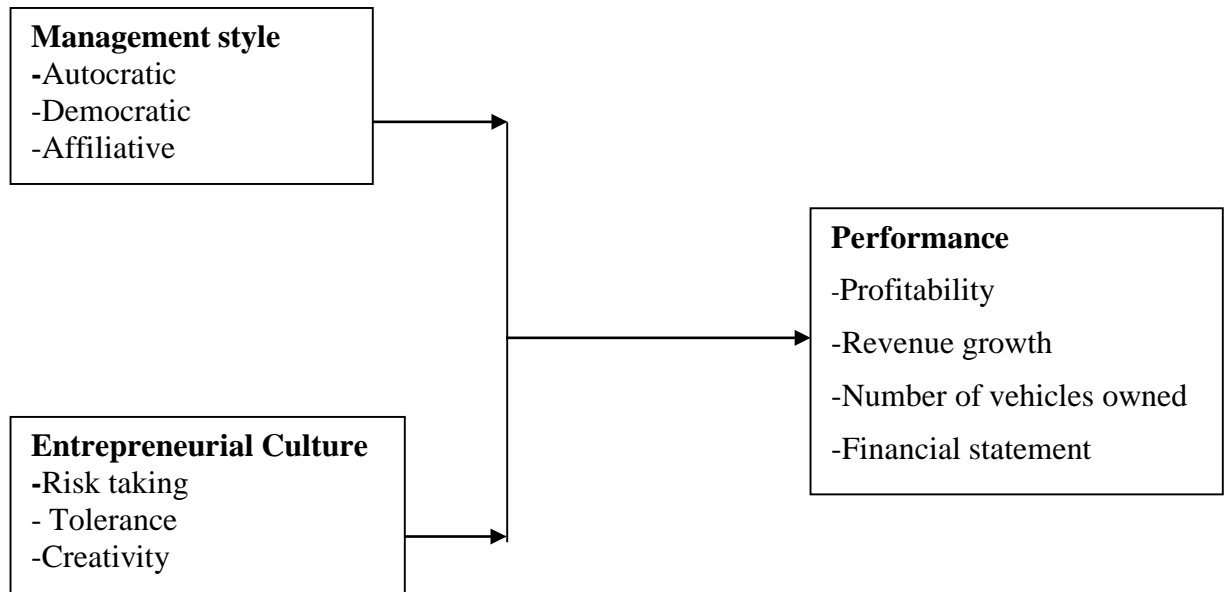 Management style
-Autocratic
-Democratic
-Affiliative
Performance
-Profitability
-Revenue growth
-Number of vehicles owned
-Financial statement
Entrepreneurial Culture
-Risk taking
- Tolerance
-Creativity